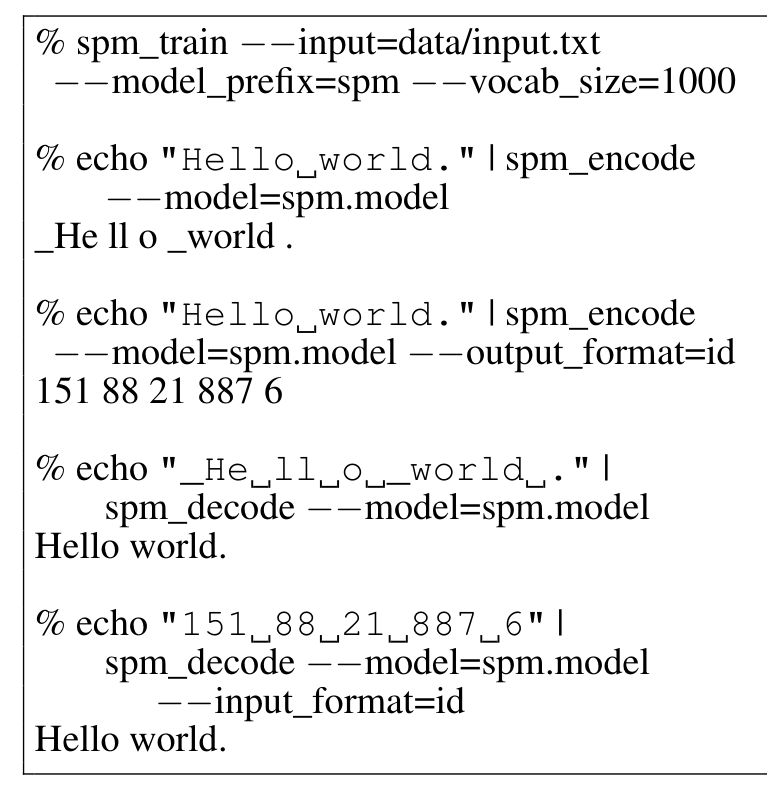 % spm_train −−input=data/input.txt
−−model_prefix=spm −−vocab_size=1000
% echo "Hello␣world." | spm_encode
−−model=spm.model
_He ll o _world .
% echo "Hello␣world." | spm_encode
−−model=spm.model −−output_format=id
151 88 21 887 6
% echo "_He␣ll␣o␣_world␣." |
spm_decode −−model=spm.model
Hello world.
% echo "151␣88␣21␣887␣6" |
spm_decode −−model=spm.model
−−input_format=id
Hello world.